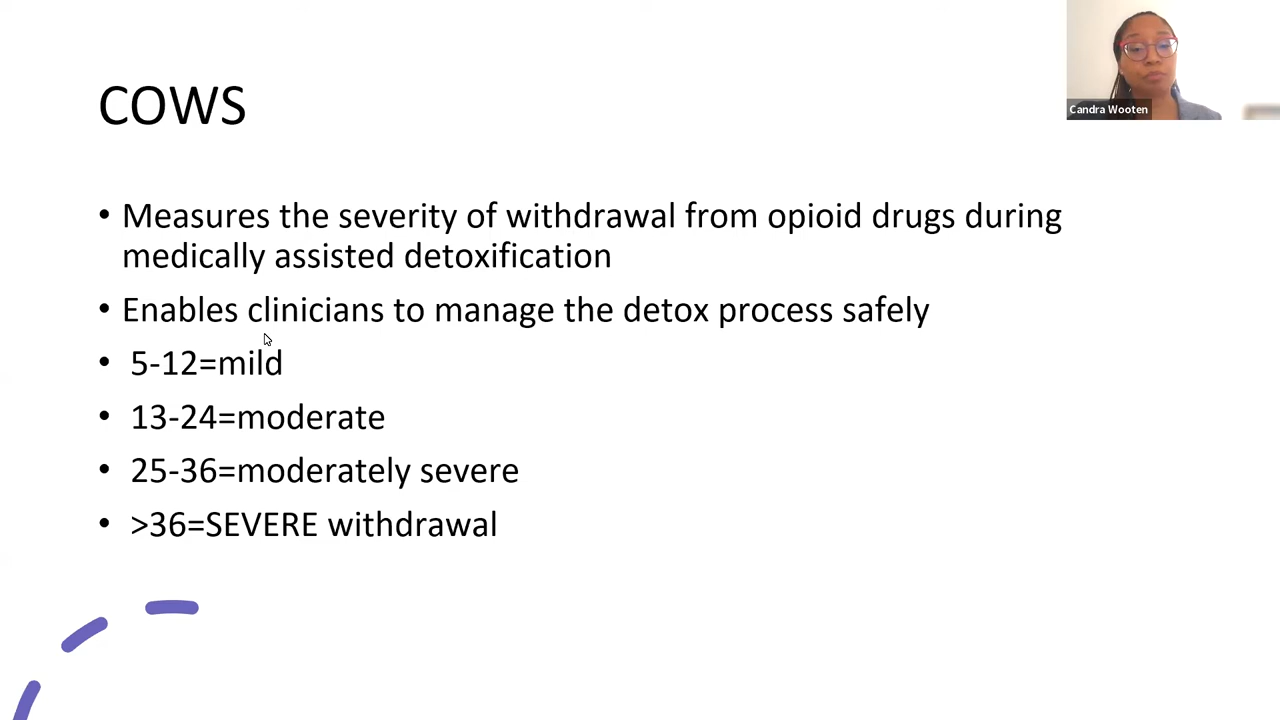 COWS
Candra Wooten
• Measures the severity of withdrawal from opioid drugs during
medically assisted detoxification
• Enables clinicians to manage the detox process safely
• 5-12=mild
• 13-24=moderate
• 25-36=moderately severe
• >36=SEVERE withdrawal